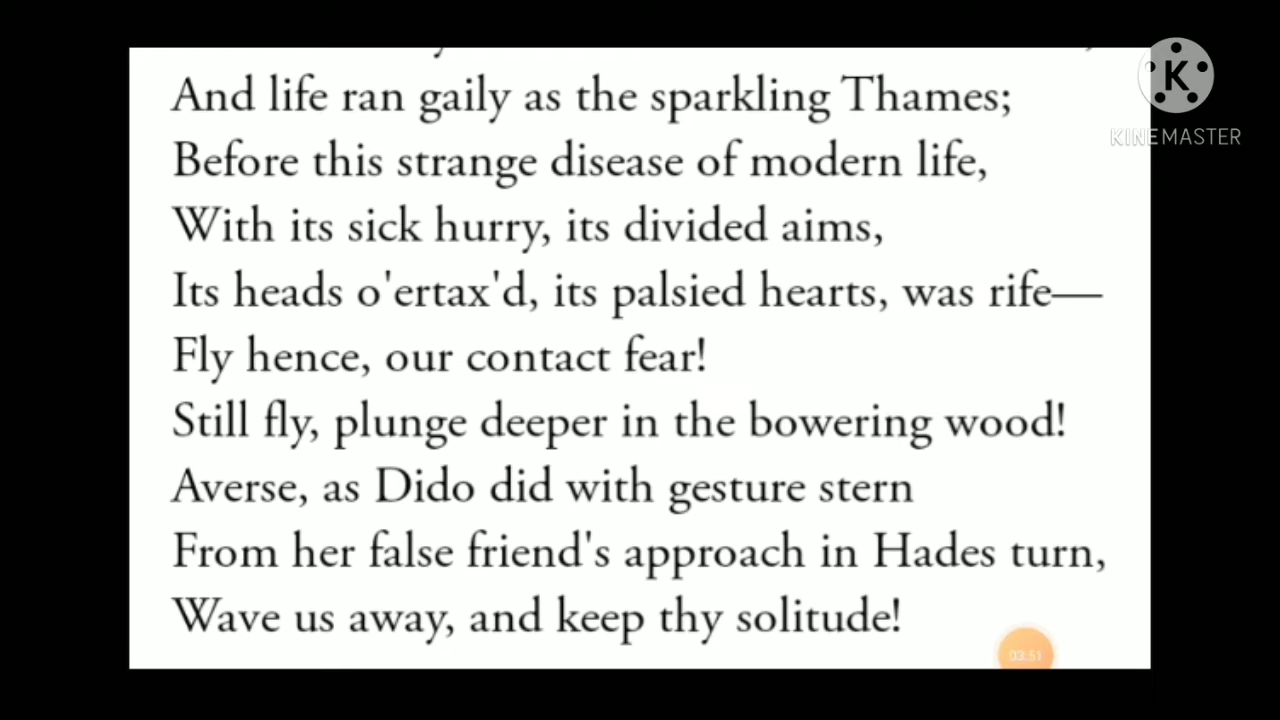 And life ran gaily as the sparkling Thames;
Before this strange disease of modern life,
With its sick hurry, its divided aims,
Its heads o'ertax'd, its palsied hearts, was rife—
Fly hence, our contact fear!
Still fly, plunge deeper in the bowering wood!
Averse, as Dido did with gesture stern
From her false friend's approach in Hades turn,
Wave us away, and keep thy solitude!
K
KINEMASTER
03:51